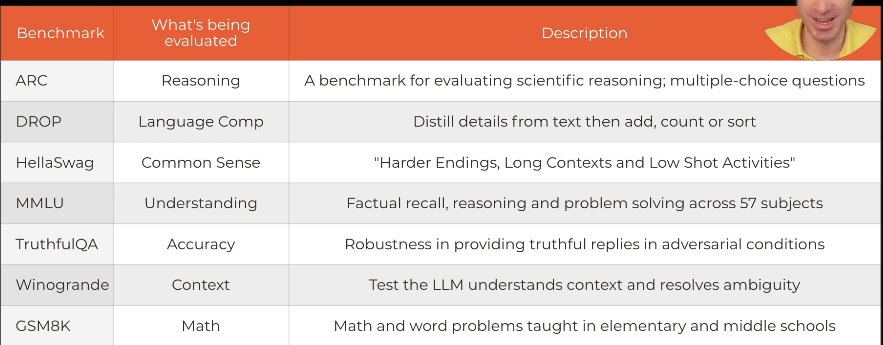 Benchmark What's being evaluated Description
ARC Reasoning A benchmark for evaluating scientific reasoning; multiple-choice questions
DROP Language Comp Distill details from text then add, count or sort
HellaSwag Common Sense "Harder Endings, Long Contexts and Low Shot Activities"
MMLU Understanding Factual recall, reasoning and problem solving across 57 subjects
TruthfulQA Accuracy Robustness in providing truthful replies in adversarial conditions
Winogrande Context Test the LLM understands context and resolves ambiguity
GSM8K Math Math and word problems taught in elementary and middle schools